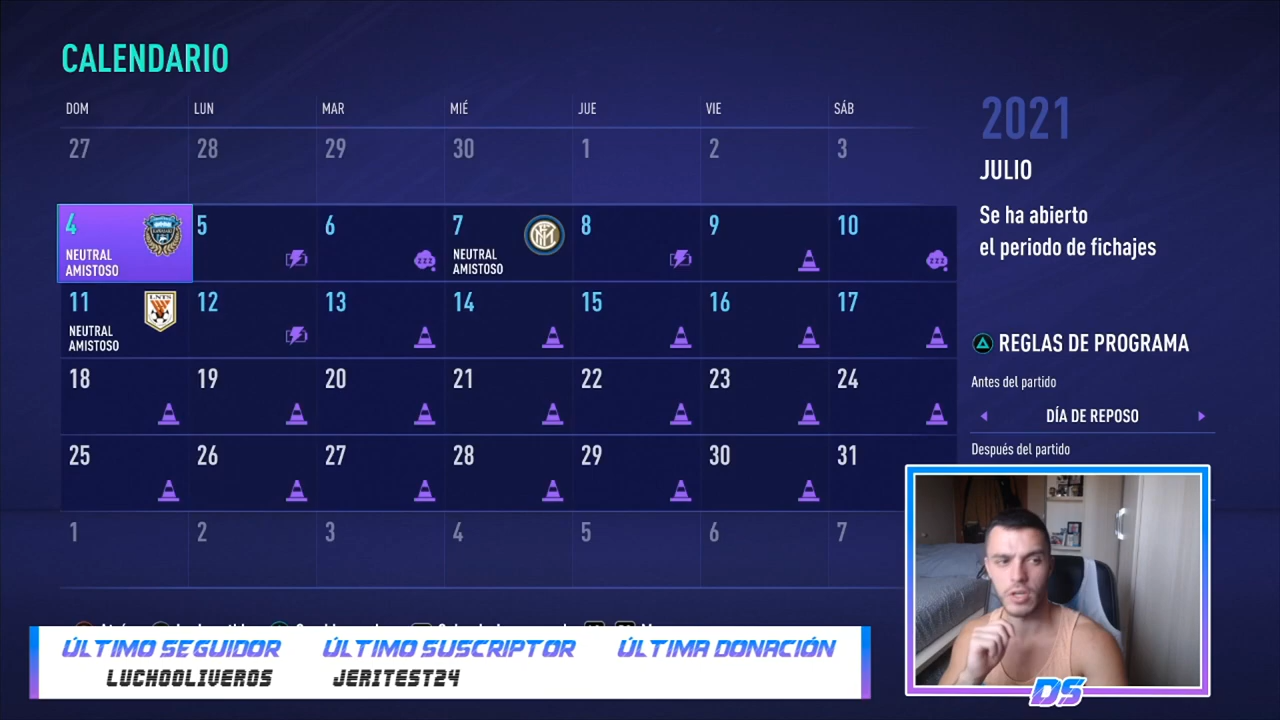 CALENDARIO
DOM LUN MAR MIÉ JUE VIE SÁB
27 28 29 30 1 2 3
4 5 6 7 8 9 10
NEUTRAL NEUTRAL
AMISTOSO AMISTOSO
11 12 13 14 15 16 17
LNTS
NEUTRAL
AMISTOSO
18 19 20 21 22 23 24
25 26 27 28 29 30 31
1 2 3 4 5 6 7
2021
JULIO
Se ha abierto
el periodo de fichajes
REGLAS DE PROGRAMA
Antes del partido
DÍA DE REPOSO
Después del partido
ÚLTIMO SEGUIDOR ÚLTIMO SUSCRIPTOR ÚLTIMA DONACIÓN
LUCHOOLIVEROS JERITEST24
DS